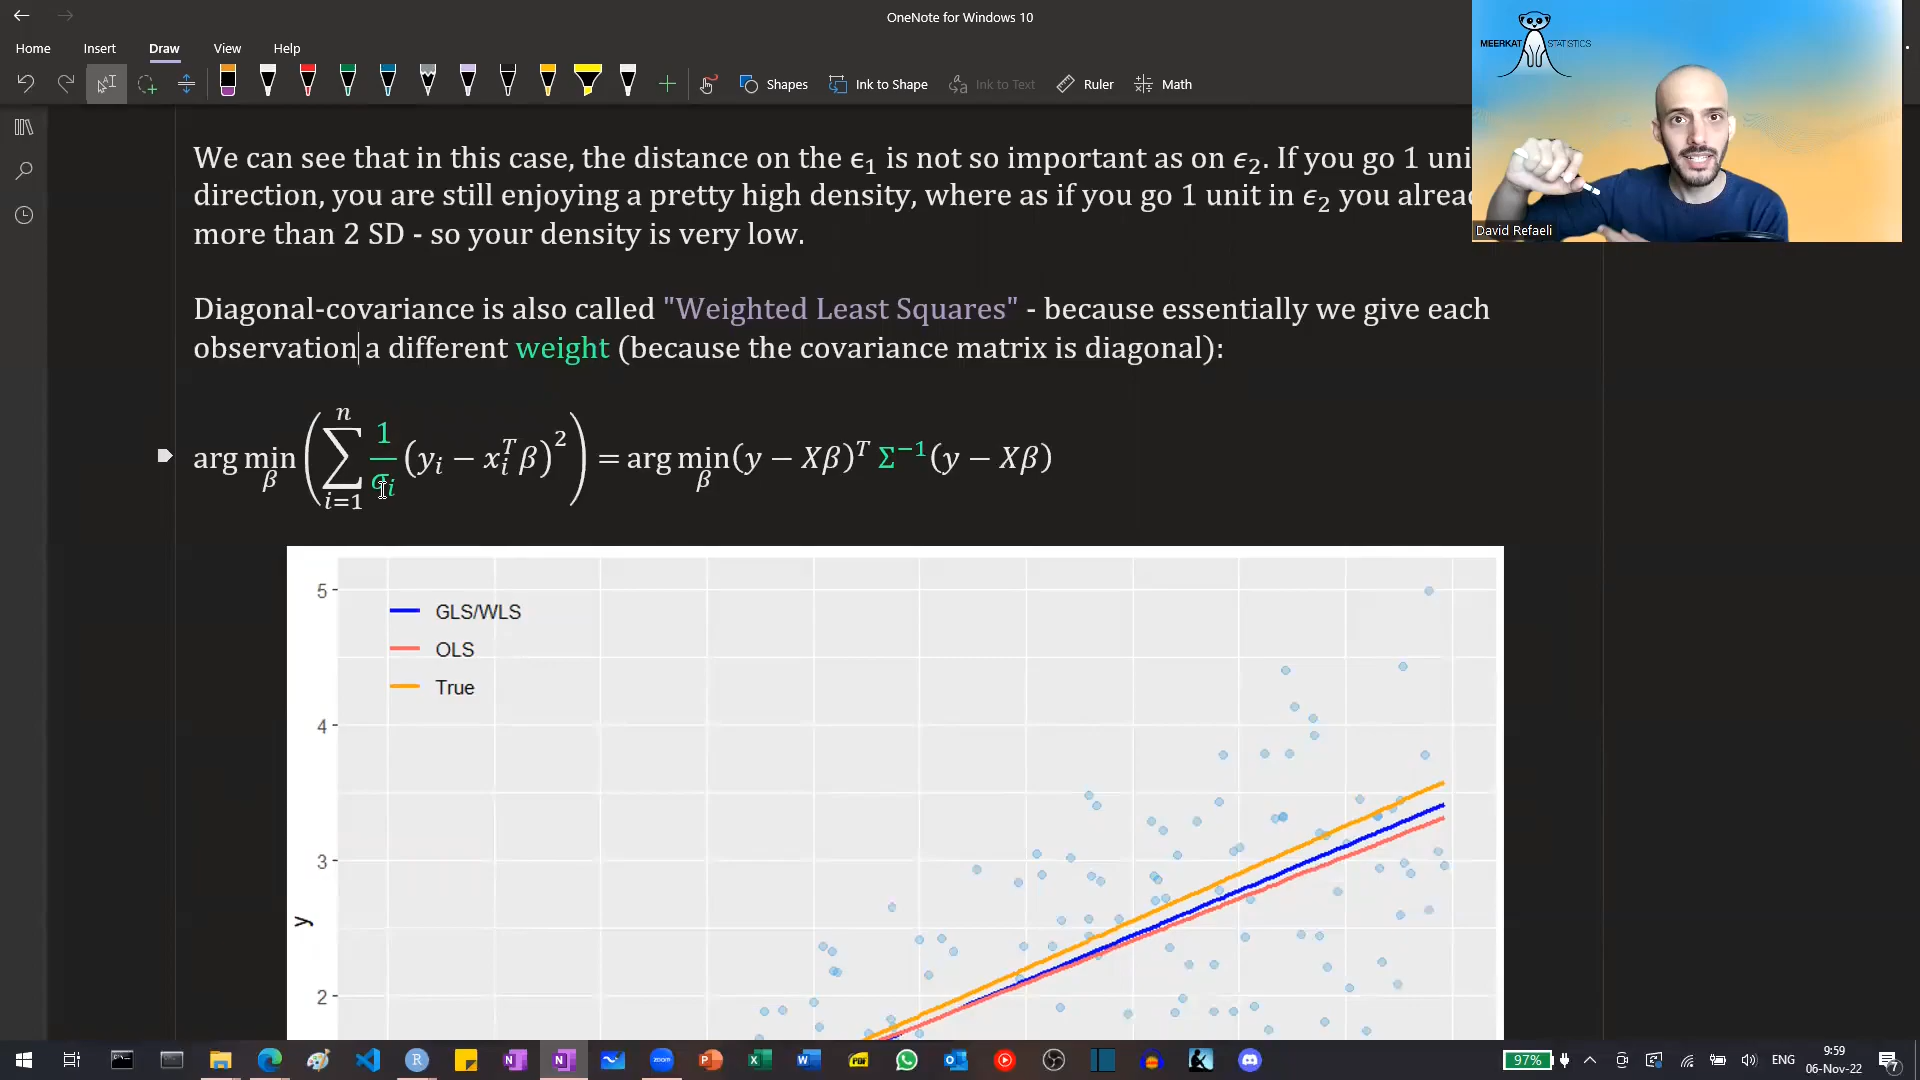 OneNote for Windows 10
Home Insert Draw View Help
Shapes Ink to Shape Ink to Text Ruler Math
MEERKAT STATISTICS
David Refaeli
We can see that in this case, the distance on the ϵ₁ is not so important as on ϵ₂. If you go 1 uni
direction, you are still enjoying a pretty high density, where as if you go 1 unit in ϵ₂ you alrea
more than 2 SD - so your density is very low.
Diagonal-covariance is also called "Weighted Least Squares" - because essentially we give each
observation a different weight (because the covariance matrix is diagonal):
arg min_β (∑_{i=1}^{n} 1/σ_i (y_i − x_i^T β)^2) = arg min_β (y − Xβ)^T Σ^{−1} (y − Xβ)
GLS/WLS
OLS
True
5
4
3
2
y
97% ENG 9:59
06-Nov-22
7